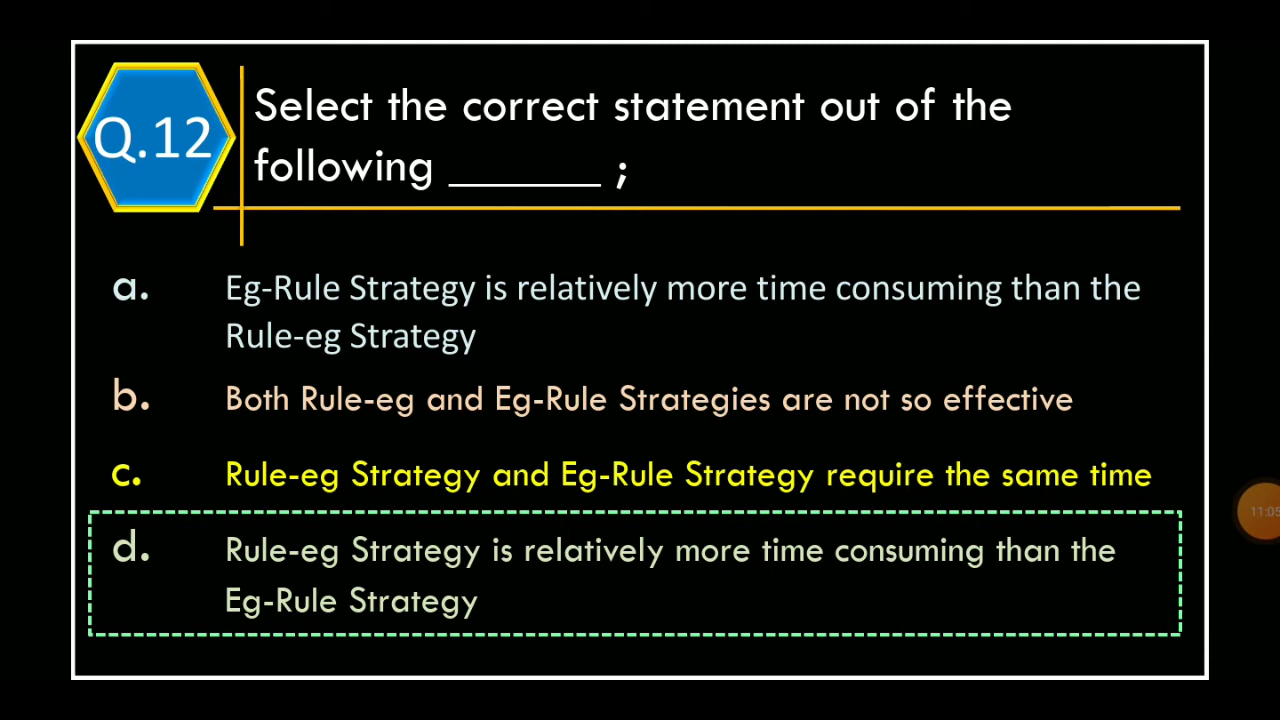 Q.12
Select the correct statement out of the
following _______ ;
a. Eg-Rule Strategy is relatively more time consuming than the
Rule-eg Strategy
b. Both Rule-eg and Eg-Rule Strategies are not so effective
c. Rule-eg Strategy and Eg-Rule Strategy require the same time
d. Rule-eg Strategy is relatively more time consuming than the
Eg-Rule Strategy
11:05